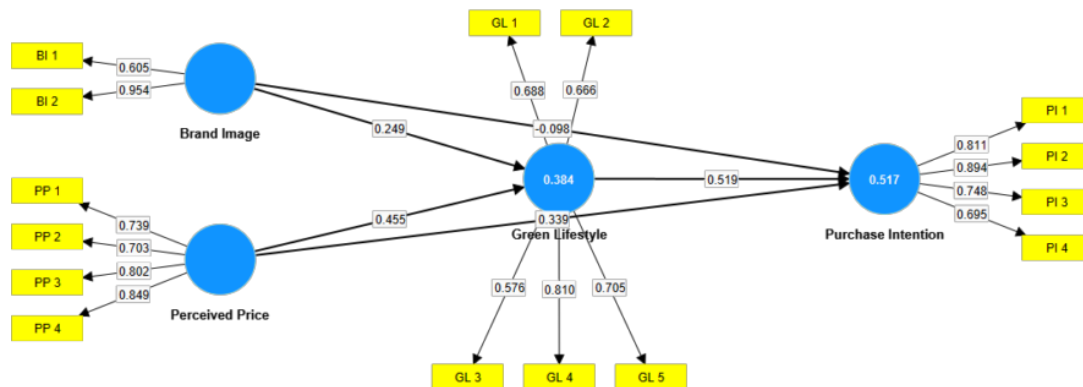 GL 1
GL 2
BI 1
0.605
BI 2
0.954
Brand Image
0.688
0.666
-0.098
0.249
PI 1
0.811
PI 2
0.894
0.384
0.519
0.517
0.748
PI 3
0.695
PI 4
PP 1
0.739
PP 2
0.703
PP 3
0.802
PP 4
0.849
0.455
0.339
Green Lifestyle
Purchase Intention
Perceived Price
0.576
0.810
0.705
GL 3
GL 4
GL 5